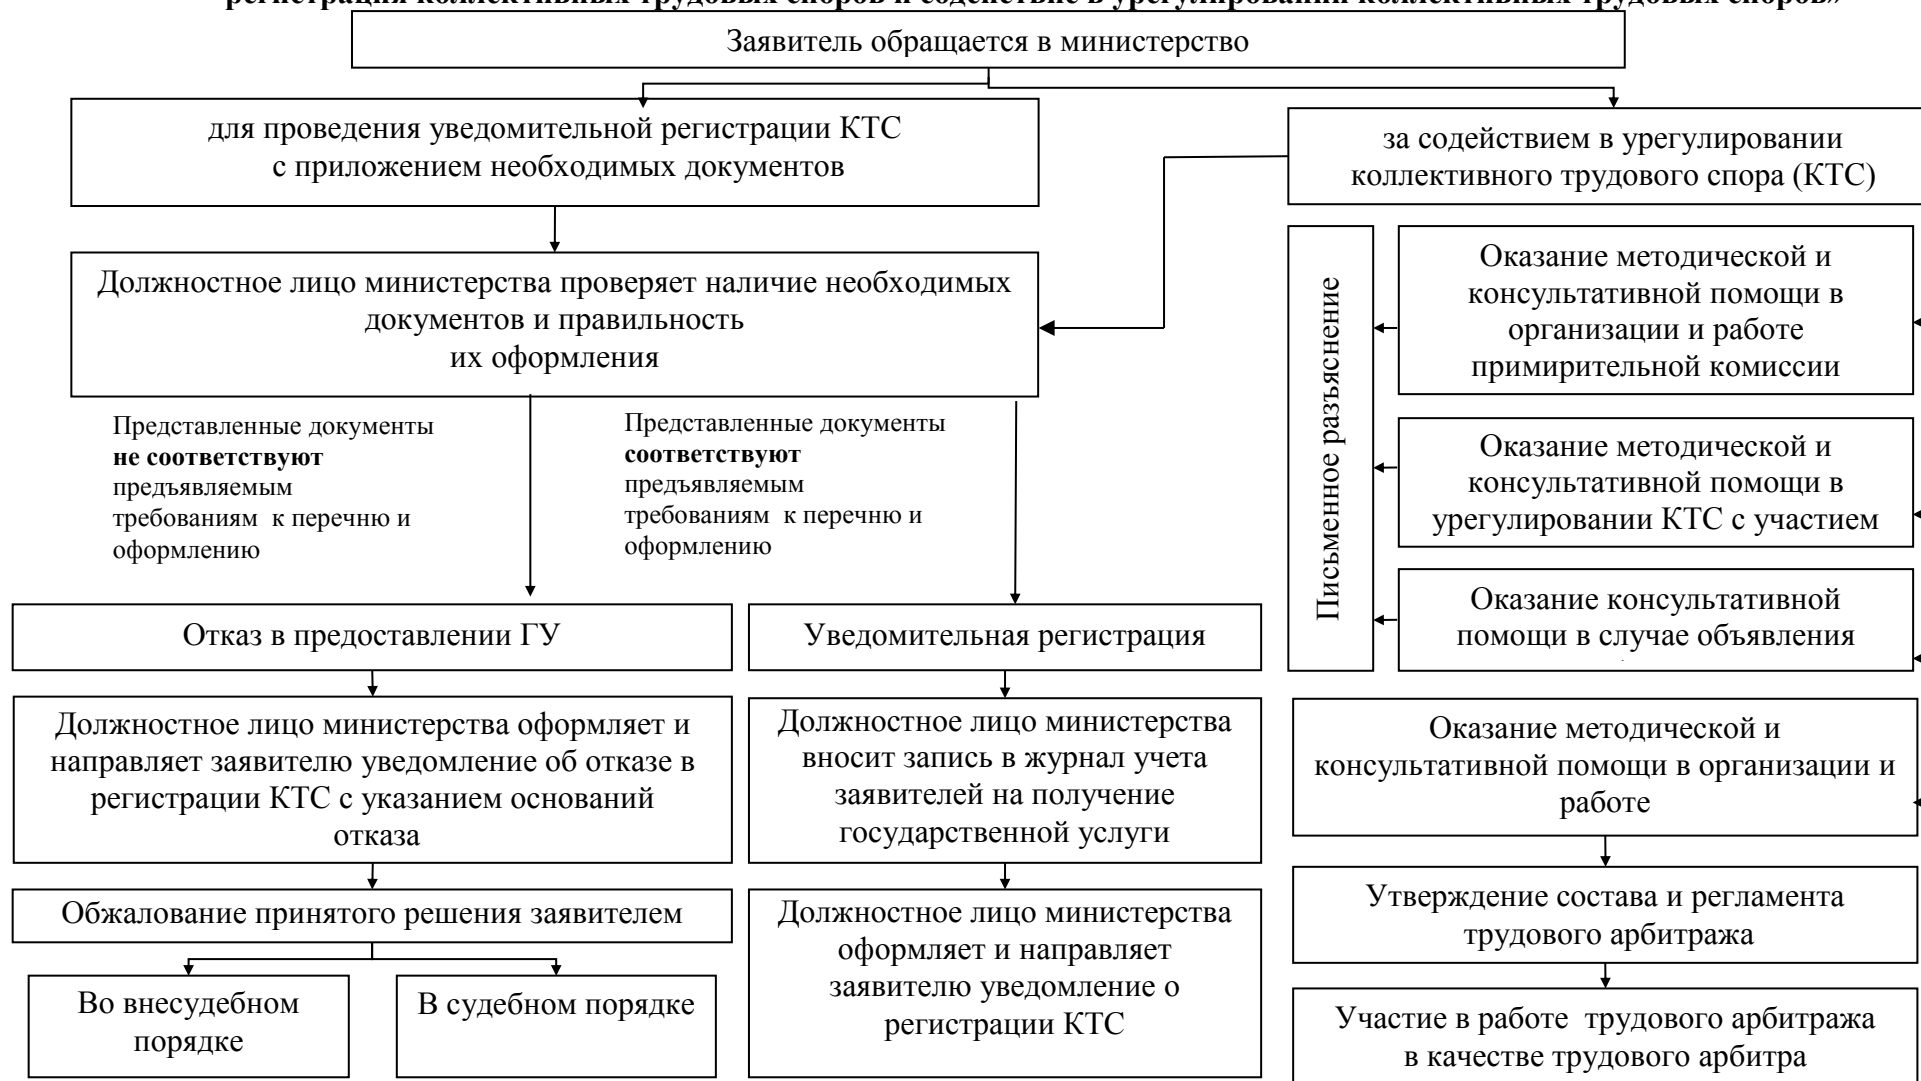 регистрация коллективных трудовых споров и содействие в урегулировании коллективных трудовых споров»
Заявитель обращается в министерство
для проведения уведомительной регистрации КТС
с приложением необходимых документов
за содействием в урегулировании
коллективного трудового спора (КТС)
Должностное лицо министерства проверяет наличие необходимых
документов и правильность
их оформления
Письменное разъяснение
Оказание методической и
консультативной помощи в
организации и работе
примирительной комиссии
Представленные документы
не соответствуют
предъявляемым
требованиям к перечню и
оформлению
Представленные документы
соответствуют
предъявляемым
требованиям к перечню и
оформлению
Оказание методической и
консультативной помощи в
урегулировании КТС с участием
Оказание консультативной
помощи в случае объявления
Отказ в предоставлении ГУ
Уведомительная регистрация
Должностное лицо министерства оформляет и
направляет заявителю уведомление об отказе в
регистрации КТС с указанием оснований
отказа
Должностное лицо министерства
вносит запись в журнал учета
заявителей на получение
государственной услуги
Оказание методической и
консультативной помощи в организации и
работе
Обжалование принятого решения заявителем
Должностное лицо министерства
оформляет и направляет
заявителю уведомление о
регистрации КТС
Утверждение состава и регламента
трудового арбитража
Во внесудебном
порядке
В судебном порядке
Участие в работе трудового арбитража
в качестве трудового арбитра